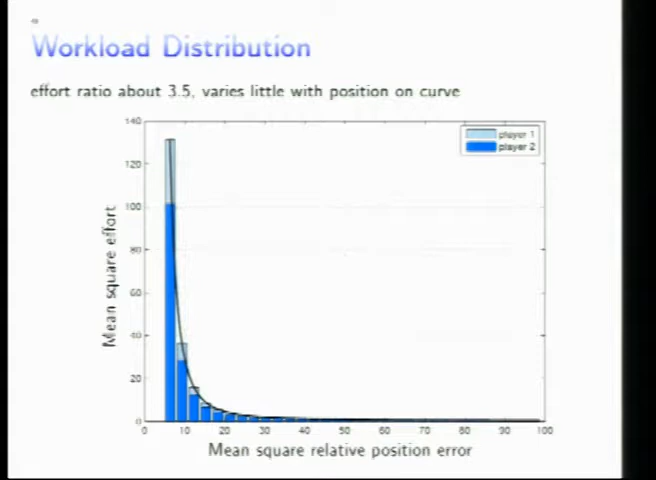 Workload Distribution
effort ratio about 3.5, varies little with position on curve
140
120
100
80
60
40
20
0
Mean square effort
player 1
player 2
0 10 20 30 40 50 60 70 80 90 100
Mean square relative position error